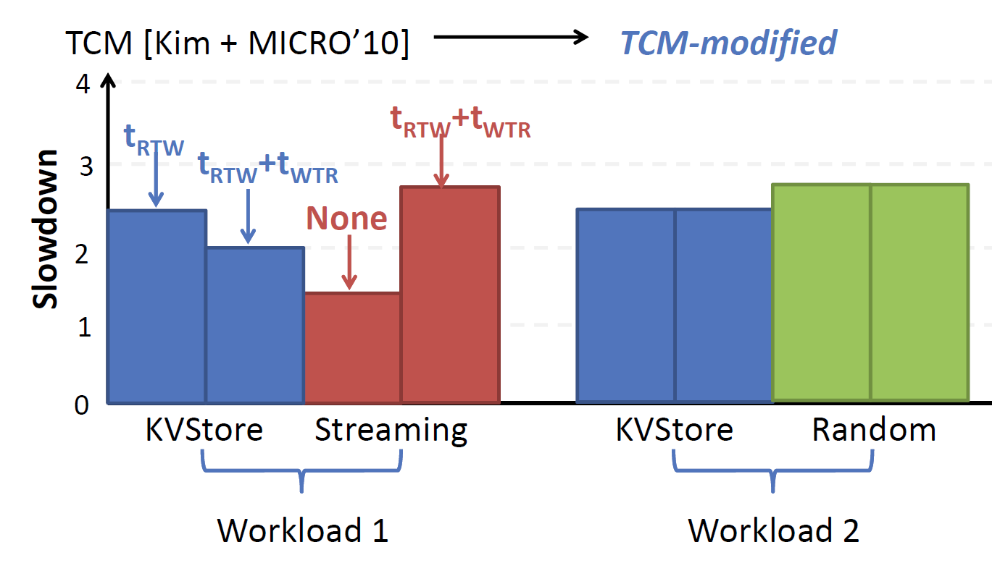 TCM [Kim + MICRO’10] TCM-modified
4
3
2
1
0
Slowdown
tRTW
tRTW+tWTR
None
tRTW+tWTR
KVStore Streaming KVStore Random
Workload 1 Workload 2